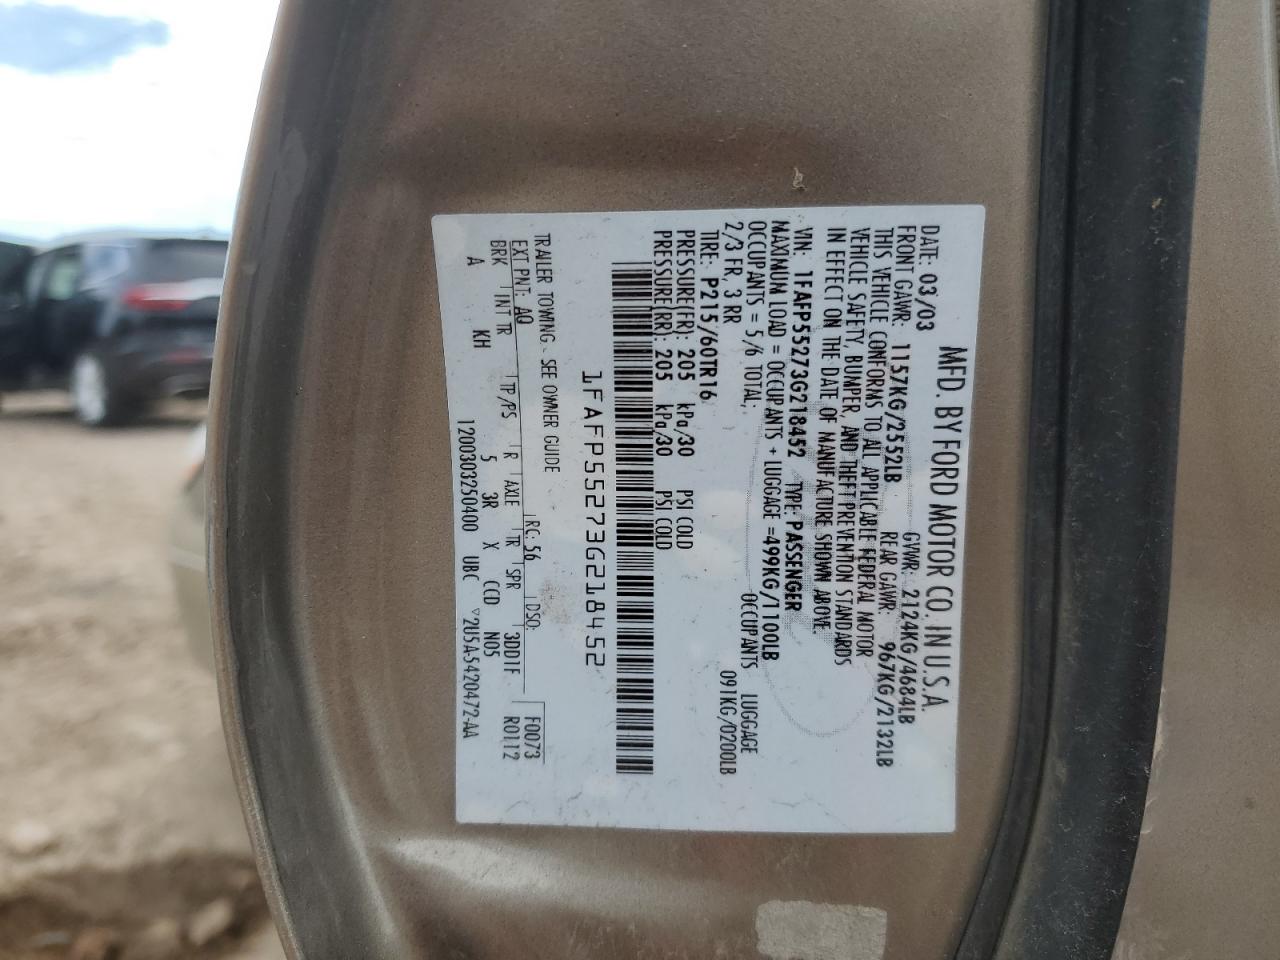 MFD. BY FORD MOTOR CO. IN U.S.A.
DATE: 03/03 GVWR: 2124KG/4684LB
FRONT GAWR: 1157KG/2552LB REAR GAWR: 967KG/2132LB
THIS VEHICLE CONFORMS TO ALL APPLICABLE FEDERAL MOTOR
VEHICLE SAFETY, BUMPER, AND THEFT PREVENTION STANDARDS
IN EFFECT ON THE DATE OF MANUFACTURE SHOWN ABOVE.
VIN: 1FAFP55273G218452 TYPE: PASSENGER
MAXIMUM LOAD = OCCUPANTS + LUGGAGE =499KG/1100LB
OCCUPANTS = 5/6 TOTAL; OCCUPANTS LUGGAGE
2/3 FR, 3 RR 091KG/0200LB
TIRE: P215/60TR16
PRESSURE(FR): 205 kPa/30 PSI COLD
PRESSURE(RR): 205 kPa/30 PSI COLD
1FAFP55273G218452
TRAILER TOWING - SEE OWNER GUIDE
EXT PNT: AQ RC: 56 DSO: F0073
BRK INT TR TP/PS R AXLE TR SPR 3DD1F R0112
A KH 5 3R X CCD N05
1200303250400 UBC ▽2U5A-5420472-AA